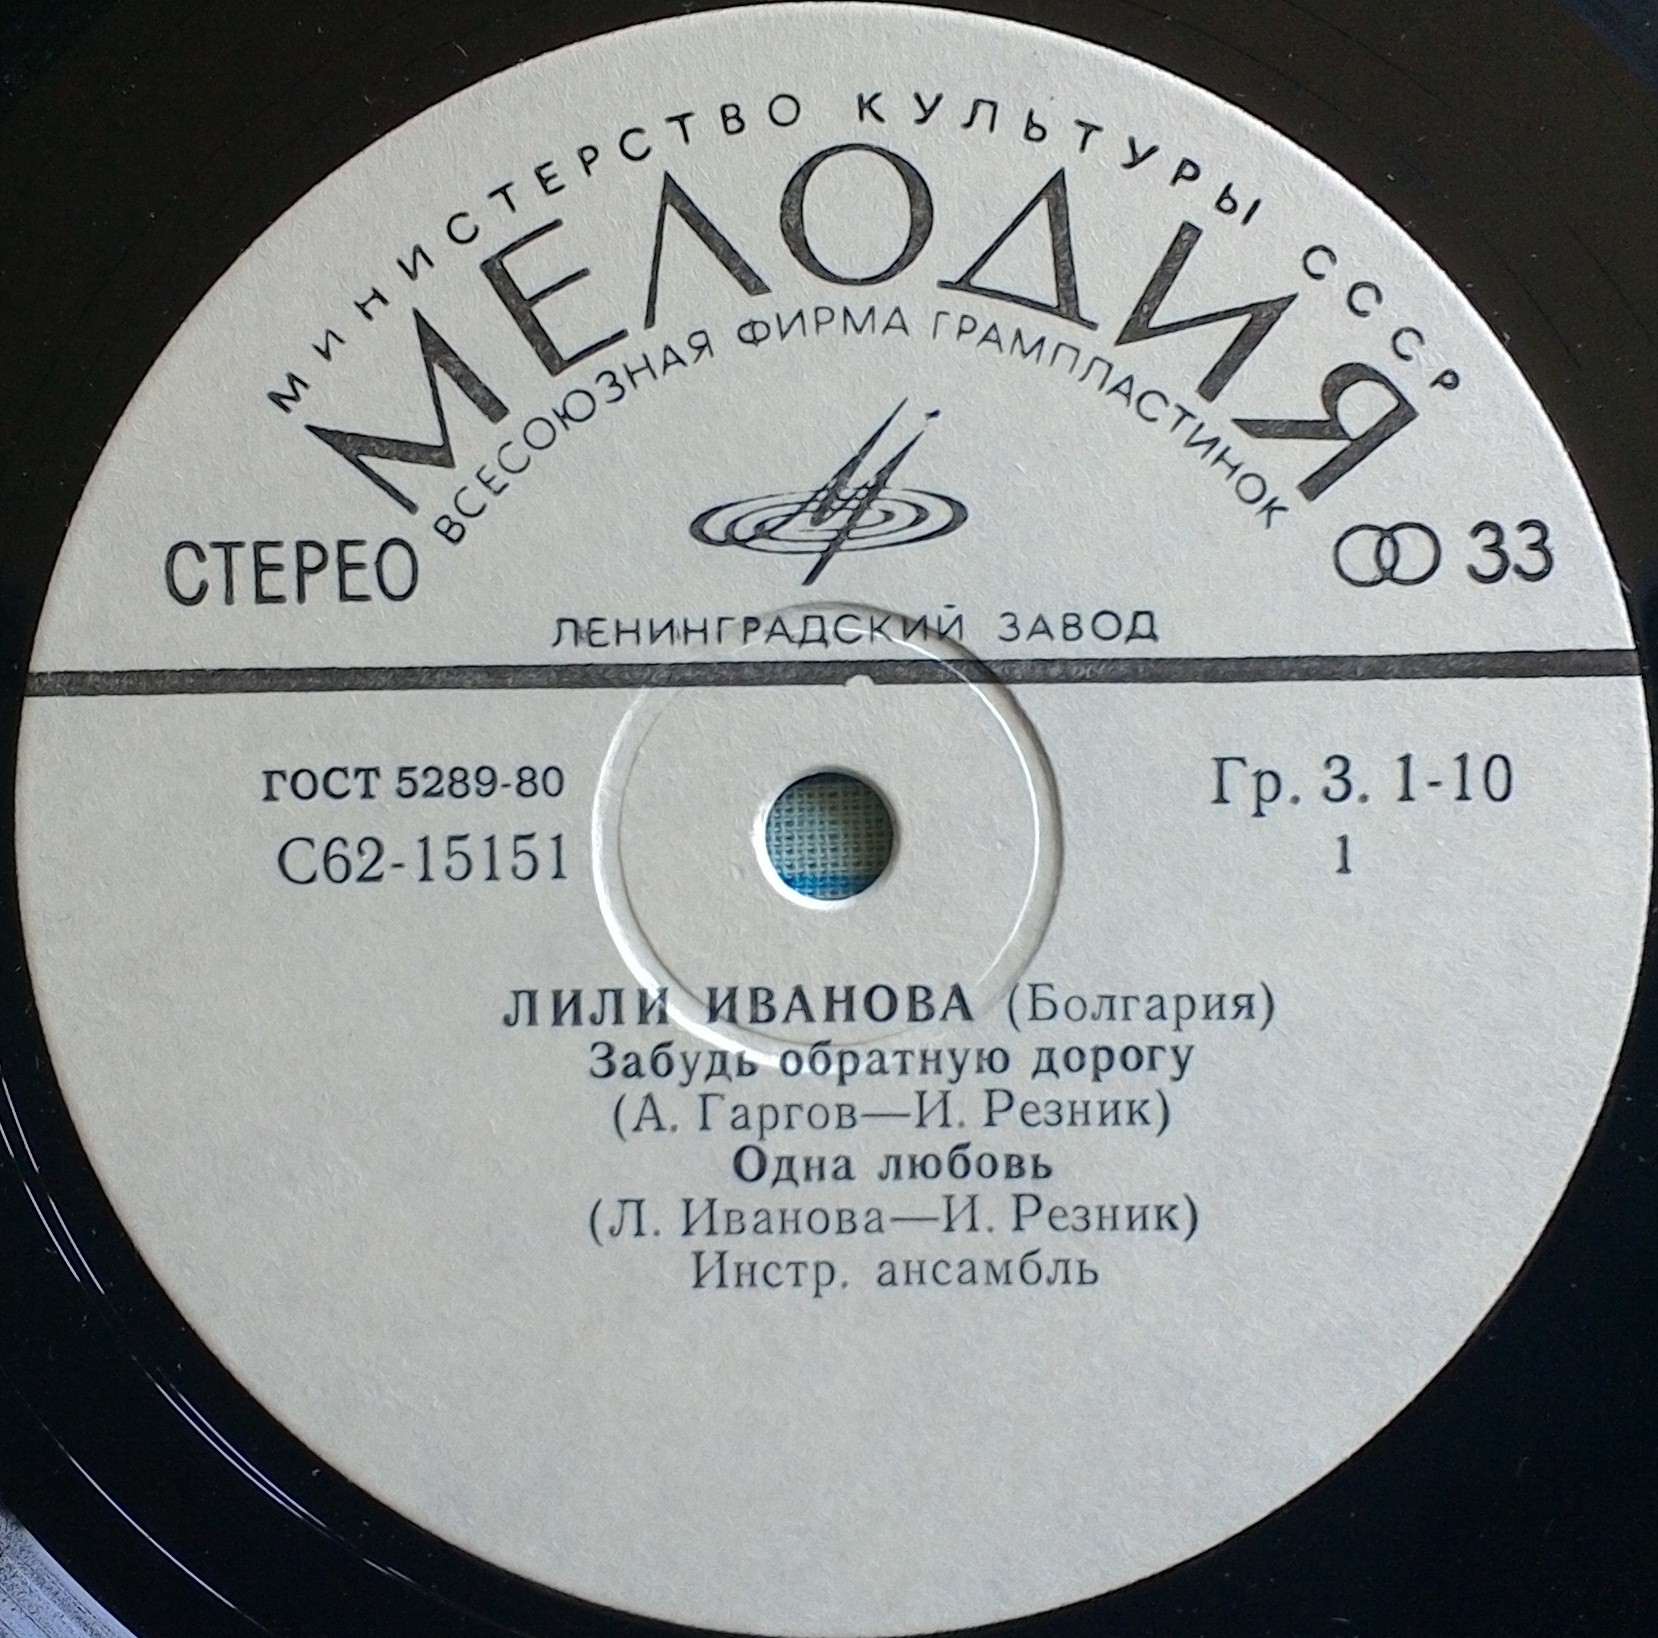 МИНИСТЕРСТВО КУЛЬТУРЫ СССР
МЕЛОДИЯ
ВСЕСОЮЗНАЯ ФИРМА ГРАМПЛАСТИНОК
СТЕРЕО
33
ЛЕНИНГРАДСКИЙ ЗАВОД
ГОСТ 5289-80
Гр. 3. 1-10
С62-15151
1
ЛИЛИ ИВАНОВА (Болгария)
Забудь обратную дорогу
(А. Гаргов—И. Резник)
Одна любовь
(Л. Иванова—И. Резник)
Инстр. ансамбль